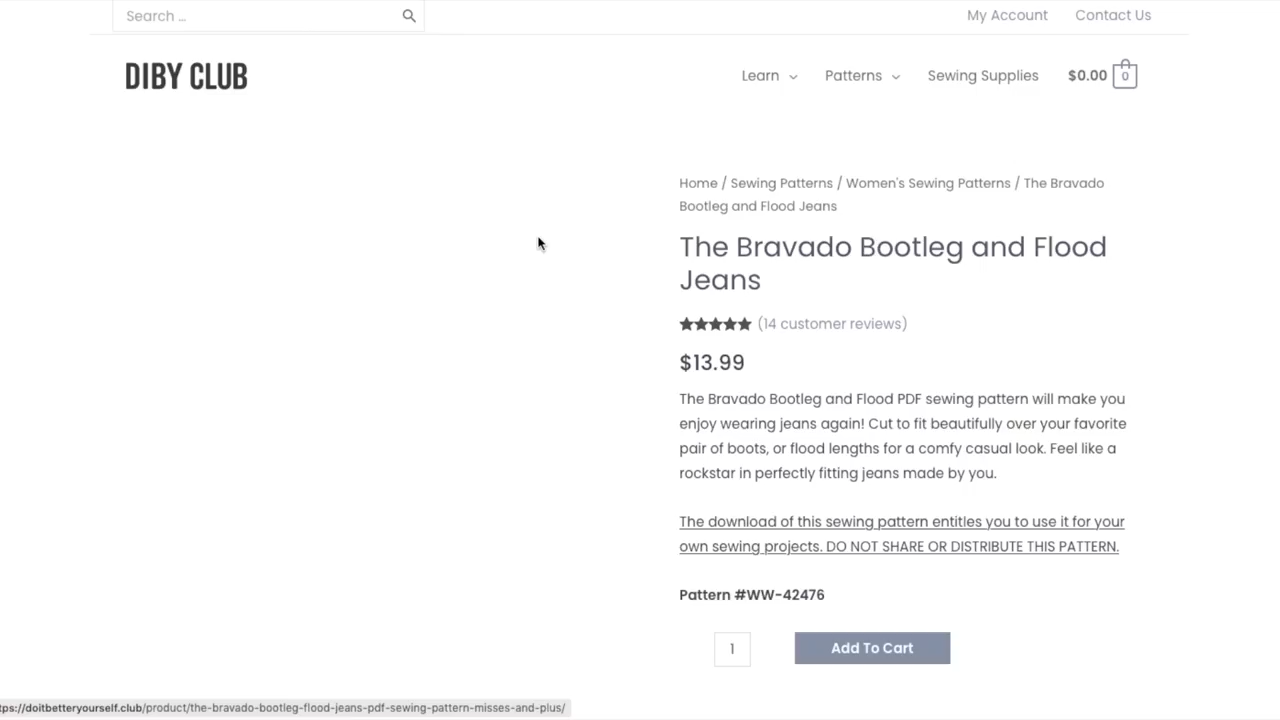 Search ...
My Account
Contact Us
DIBY CLUB
Learn
Patterns
Sewing Supplies
$0.00
0
Home / Sewing Patterns / Women's Sewing Patterns / The Bravado
Bootleg and Flood Jeans
The Bravado Bootleg and Flood
Jeans
(14 customer reviews)
$13.99
The Bravado Bootleg and Flood PDF sewing pattern will make you
enjoy wearing jeans again! Cut to fit beautifully over your favorite
pair of boots, or flood lengths for a comfy casual look. Feel like a
rockstar in perfectly fitting jeans made by you.
The download of this sewing pattern entitles you to use it for your
own sewing projects. DO NOT SHARE OR DISTRIBUTE THIS PATTERN.
Pattern #WW-42476
1
Add To Cart
tps://doitbetteryourself.club/product/the-bravado-bootleg-flood-jeans-pdf-sewing-pattern-misses-and-plus/